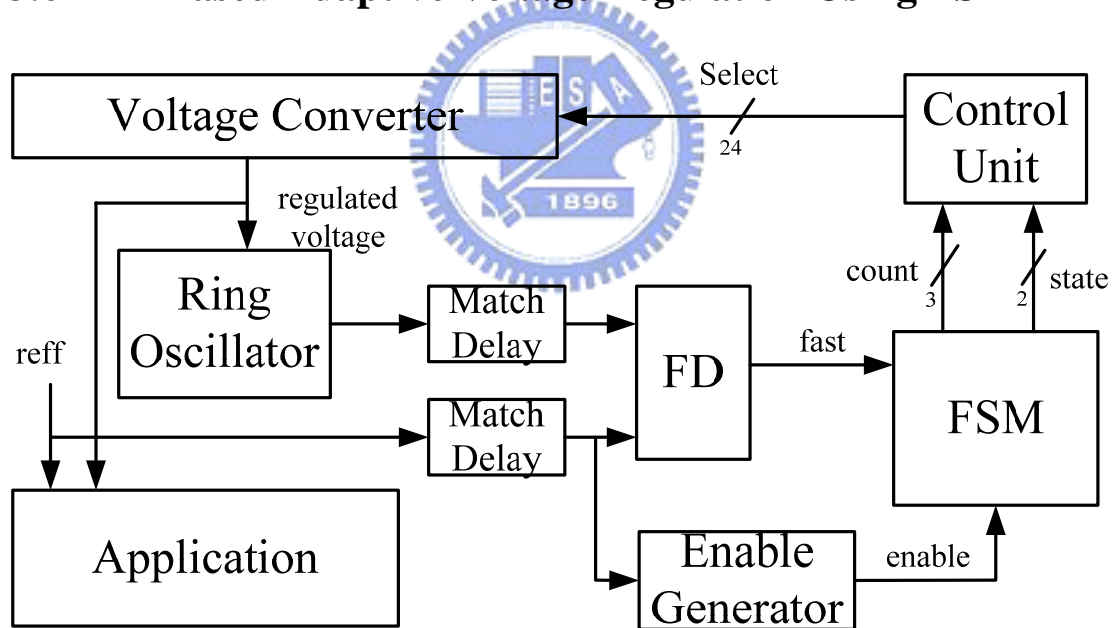 Voltage Converter
Select
24
Control
Unit
E S A
1896
regulated
voltage
Ring
Oscillator
Match
Delay
FD
fast
count
3
2
state
FSM
reff
Match
Delay
Application
Enable
Generator
enable